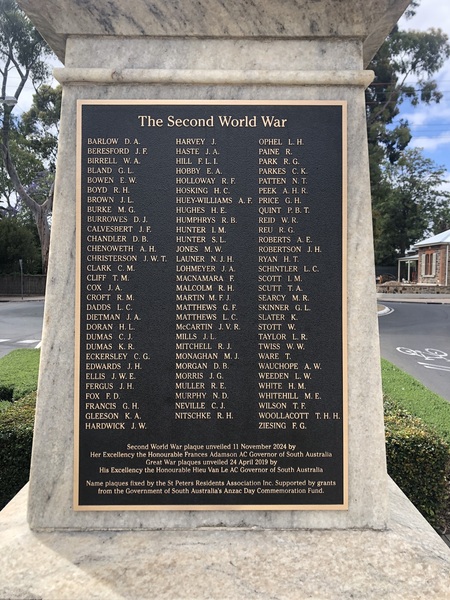 The Second World War
BARLOW D. A.
BERESFORD J. F.
BIRRELL W. A.
BLAND G. L.
BOWEN E. W.
BOYD R. H.
BROWN J. L.
BURKE M. G.
BURROWES D. J.
CALVESBERT J. F.
CHANDLER D. B.
CHENOWETH A. H.
CHRISTERSON J. W. T.
CLARK C. M.
CLIFF T. M.
COX J. A.
CROFT R. M.
DADDS L. C.
DIETMAN J. A.
DORAN H. L.
DUMAS C. J.
DUMAS K. R.
ECKERSLEY C. G.
EDWARDS J. H.
ELLIS J. W. E.
FERGUS J. H.
FOX F. D.
FRANCIS G. H.
GLEESON K. A.
HARDWICK J. W.
HARVEY J.
HASTE J. A.
HILL F. L. I.
HOBBY E. A.
HOLLOWAY R. F.
HOSKING H. C.
HUEY-WILLIAMS A. F.
HUGHES H. E.
HUMPHRYS R. B.
HUNTER I. M.
HUNTER S. L.
JONES M. W.
LAUNER N. J. H.
LOHMEYER J. A.
MACNAMARA F.
MALCOLM R. H.
MARTIN M. F. J.
MATTHEWS G. F.
MATTHEWS L. C.
McCARTIN J. V. R.
MILLS J. L.
MITCHELL R. J.
MONAGHAN M. J.
MORGAN D. B.
MORRIS J. G.
MULLER R. E.
MURPHY N. D.
NEVILLE C. J.
NITSCHKE R. H.
OPHEL L. H.
PAINE R.
PARK R. G.
PARKES C. K.
PATTEN N. T.
PEEK A. H. R.
PRICE G. H.
QUINT P. B. T.
REID W. R.
REU R. G.
ROBERTS A. E.
ROBERTSON J. H.
RYAN H. T.
SCHINTLER L. C.
SCOTT I. M.
SCUTT T. A.
SEARCY M. R.
SKINNER G. L.
SLATER K.
STOTT W.
TAYLOR L. R.
TWISS W. W.
WARE T.
WAUCHOPE A. W.
WEEDEN L. W.
WHITE H. M.
WHITEHILL M. E.
WILSON T. F.
WOOLLACOTT T. H. H.
ZIESING F. G.
Second World War plaque unveiled 11 November 2024 by
Her Excellency the Honourable Frances Adamson AC Governor of South Australia
Great War plaques unveiled 24 April 2019 by
His Excellency the Honourable Hieu Van Le AC Governor of South Australia
Name plaques fixed by the St Peters Residents Association Inc. Supported by grants
from the Government of South Australia's Anzac Day Commemoration Fund.